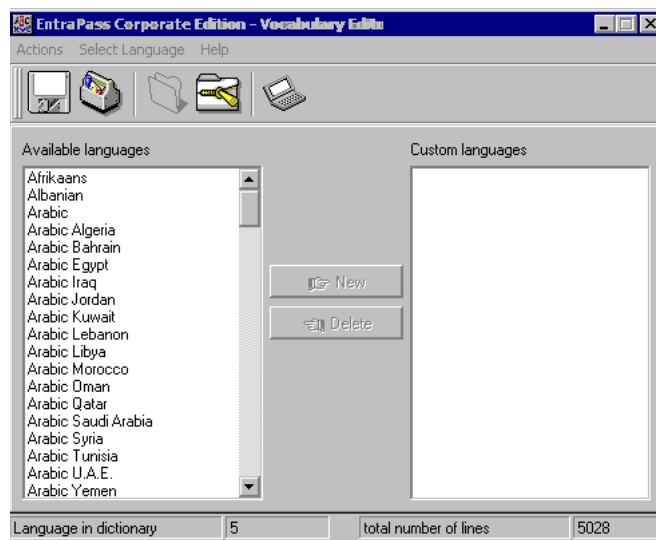 EntraPass Corporate Edition - Vocabulary Edito
Actions Select Language Help
Available languages
Custom languages
Afrikaans
Albanian
Arabic
Arabic Algeria
Arabic Bahrain
Arabic Egypt
Arabic Iraq
Arabic Jordan
Arabic Kuwait
Arabic Lebanon
Arabic Libya
Arabic Morocco
Arabic Oman
Arabic Qatar
Arabic Saudi Arabia
Arabic Syria
Arabic Tunisia
Arabic U.A.E.
Arabic Yemen
New
Delete
Language in dictionary 5 total number of lines 5028